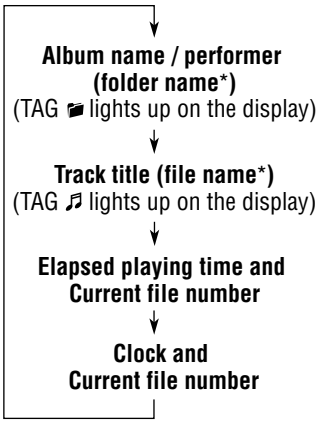 Album name / performer
(folder name*)
(TAG 📁 lights up on the display)
Track title (file name*)
(TAG ♫ lights up on the display)
Elapsed playing time and
Current file number
Clock and
Current file number